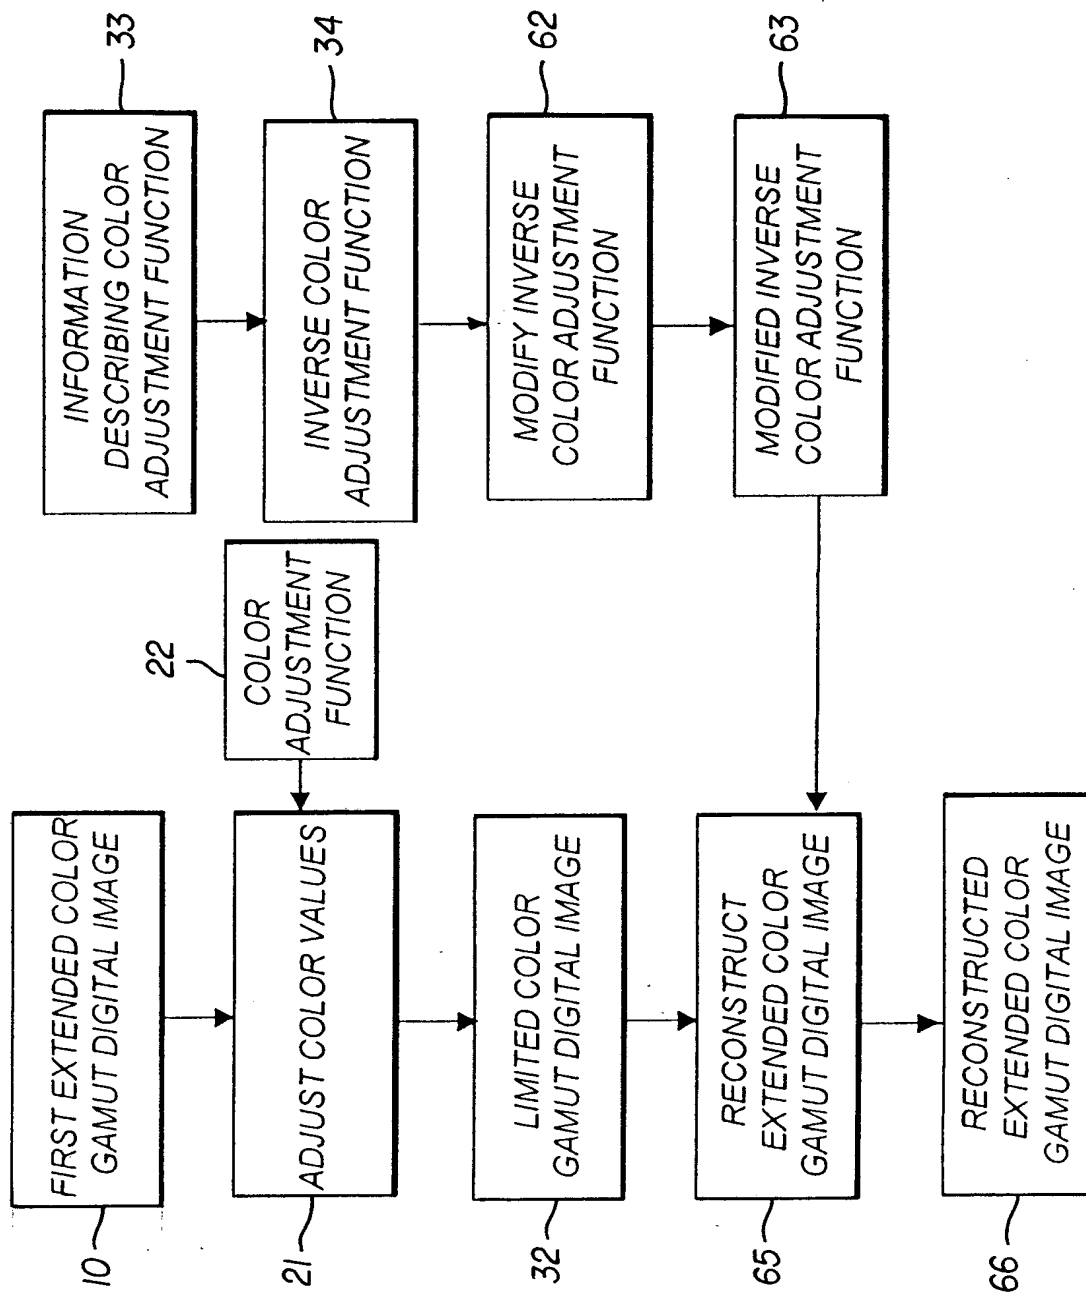 10
FIRST EXTENDED COLOR
GAMUT DIGITAL IMAGE
21
ADJUST COLOR VALUES
22
COLOR
ADJUSTMENT
FUNCTION
32
LIMITED COLOR
GAMUT DIGITAL IMAGE
65
RECONSTRUCT
EXTENDED COLOR
GAMUT DIGITAL IMAGE
66
RECONSTRUCTED
EXTENDED COLOR
GAMUT DIGITAL IMAGE
33
INFORMATION
DESCRIBING COLOR
ADJUSTMENT FUNCTION
34
INVERSE COLOR
ADJUSTMENT FUNCTION
62
MODIFY INVERSE
COLOR ADJUSTMENT
FUNCTION
63
MODIFIED INVERSE
COLOR ADJUSTMENT
FUNCTION